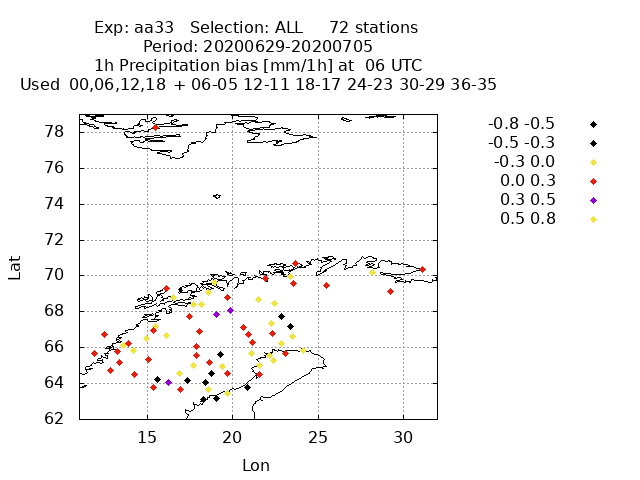 Exp: aa33 Selection: ALL 72 stations
Period: 20200629-20200705
1h Precipitation bias [mm/1h] at 06 UTC
Used 00,06,12,18 + 06-05 12-11 18-17 24-23 30-29 36-35
-0.8 -0.5
-0.5 -0.3
-0.3 0.0
0.0 0.3
0.3 0.5
0.5 0.8
78
76
74
72
70
68
66
64
62
Lat
15 20 25 30
Lon